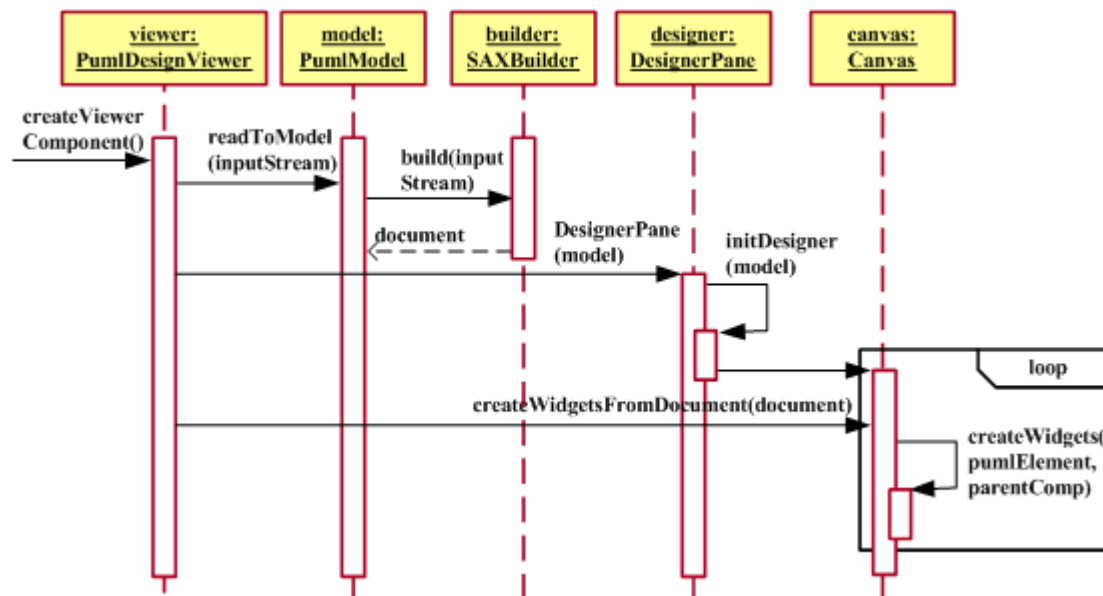 viewer:
PumlDesignViewer
model:
PumlModel
builder:
SAXBuilder
designer:
DesignerPane
canvas:
Canvas
createViewer
Component()
readToModel
(inputStream)
build(input
Stream)
document
DesignerPane
(model)
initDesigner
(model)
loop
createWidgetsFromDocument(document)
createWidgets(
pumlElement,
parentComp)